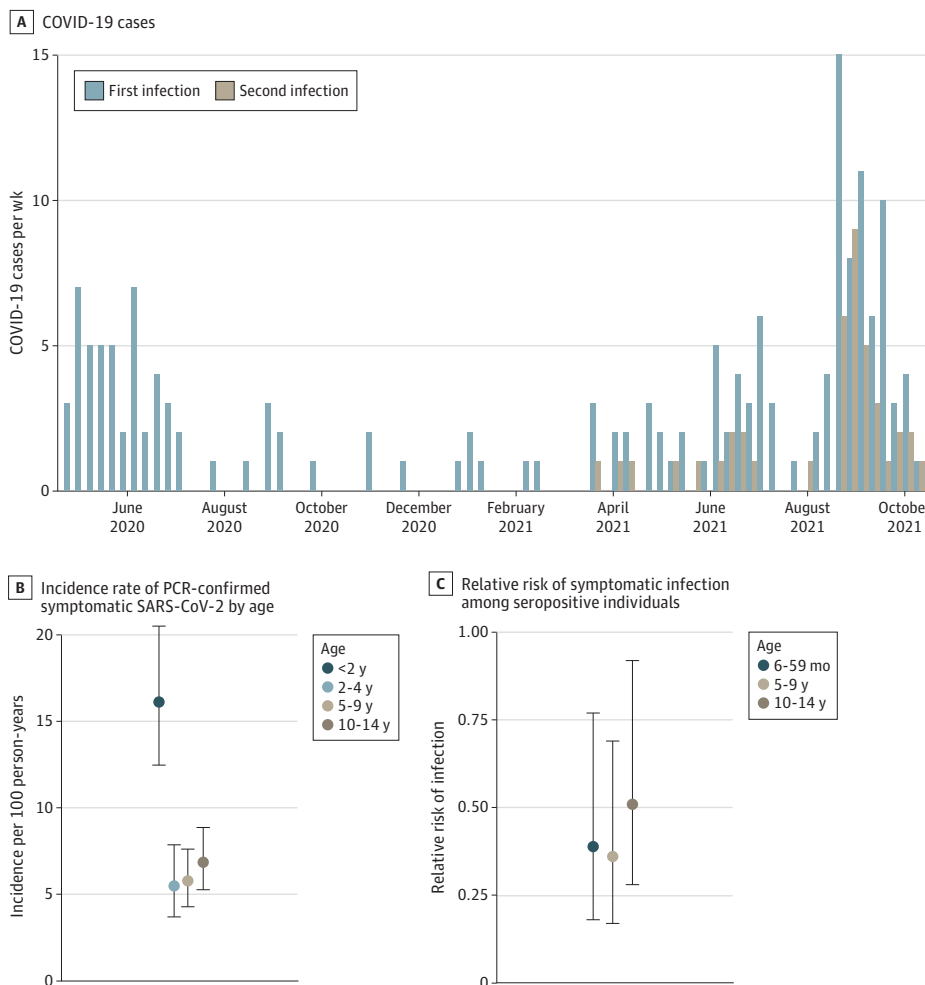 A COVID-19 cases
15
10
5
0
COVID-19 cases per wk
First infection Second infection
June August October December February April June August October
2020 2020 2020 2020 2021 2021 2021 2021 2021
B Incidence rate of PCR-confirmed
symptomatic SARS-CoV-2 by age
20
15
10
5
0
Incidence per 100 person-years
Age
<2 y
2-4 y
5-9 y
10-14 y
C Relative risk of symptomatic infection
among seropositive individuals
1.00
0.75
0.50
0.25
0
Relative risk of infection
Age
6-59 mo
5-9 y
10-14 y